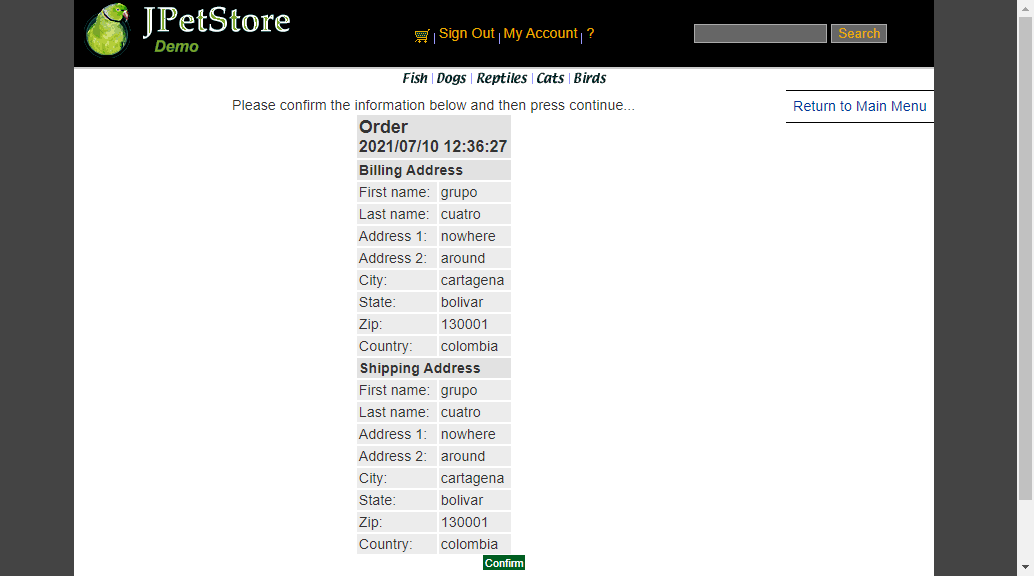 JPetStore
Demo
Sign Out | My Account | ?
Search
Fish | Dogs | Reptiles | Cats | Birds
Return to Main Menu
Please confirm the information below and then press continue...
Order
2021/07/10 12:36:27
Billing Address
First name: grupo
Last name: cuatro
Address 1: nowhere
Address 2: around
City: cartagena
State: bolivar
Zip: 130001
Country: colombia
Shipping Address
First name: grupo
Last name: cuatro
Address 1: nowhere
Address 2: around
City: cartagena
State: bolivar
Zip: 130001
Country: colombia
Confirm